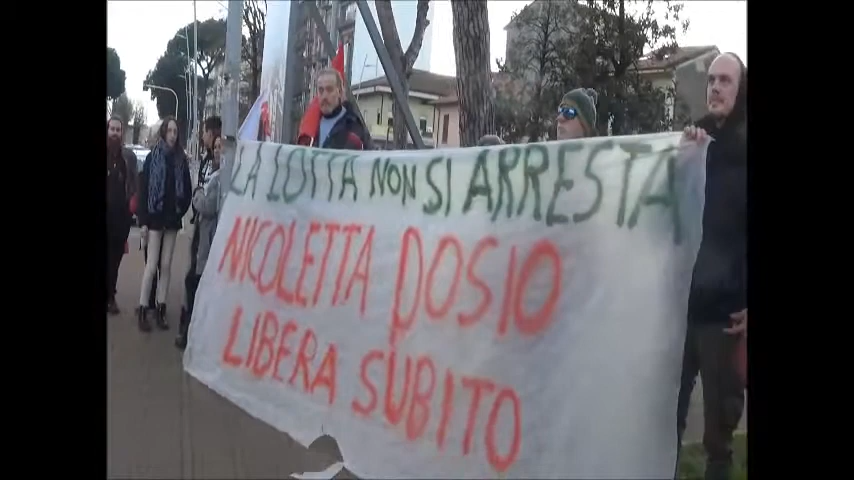 LA LOTTA NON SI ARRESTA
NICOLETTA DOSIO
LIBERA SUBITO